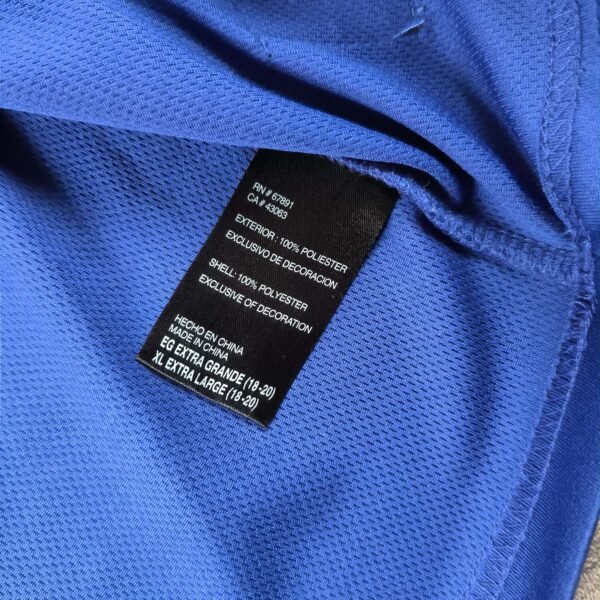 RN # 67891
CA # 43063
EXTERIOR : 100% POLIESTER
EXCLUSIVO DE DECORACION
SHELL: 100% POLYESTER
EXCLUSIVE OF DECORATION
HECHO EN CHINA
MADE IN CHINA
EG EXTRA GRANDE (18-20)
XL EXTRA LARGE (18-20)